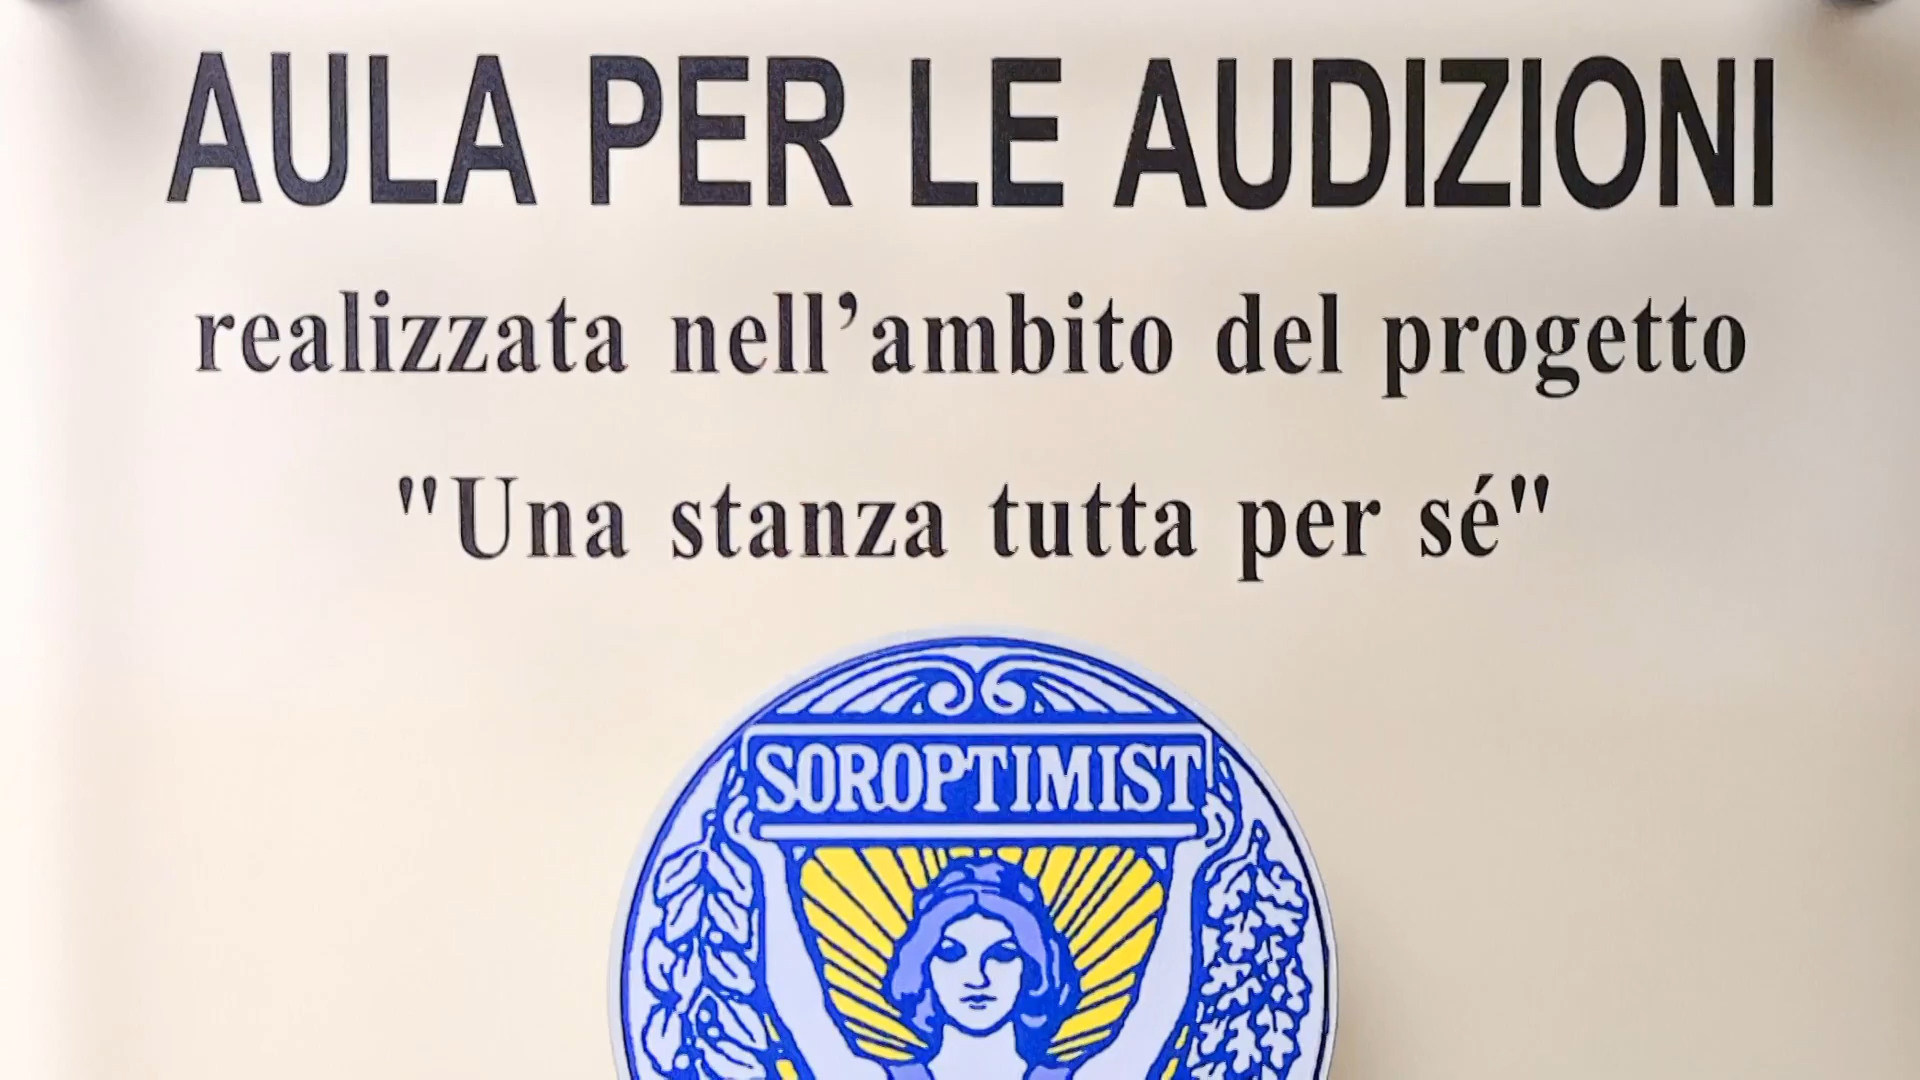 AULA PER LE AUDIZIONI
realizzata nell’ambito del progetto
"Una stanza tutta per sé"
SOROPTIMIST